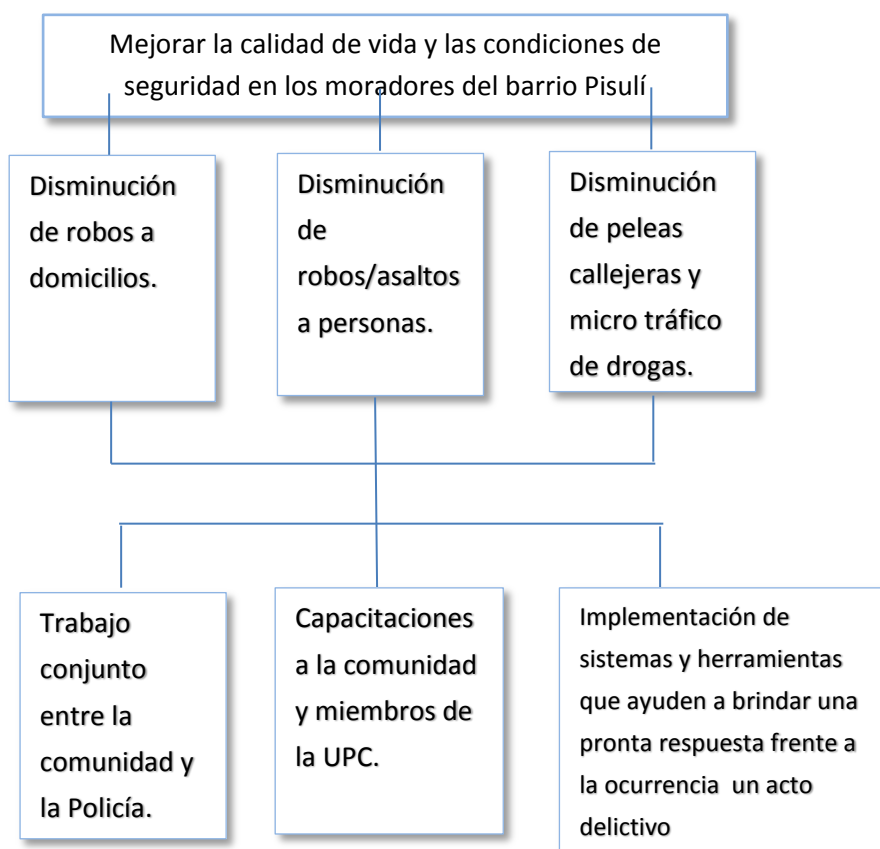 Mejorar la calidad de vida y las condiciones de
seguridad en los moradores del barrio Pisulí
Disminución
de robos a
domicilios.
Disminución
de
robos/asaltos
a personas.
Disminución
de peleas
callejeras y
micro tráfico
de drogas.
Trabajo
conjunto
entre la
comunidad y
la Policía.
Capacitaciones
a la comunidad
y miembros de
la UPC.
Implementación de
sistemas y herramientas
que ayuden a brindar una
pronta respuesta frente a
la ocurrencia  un acto
delictivo